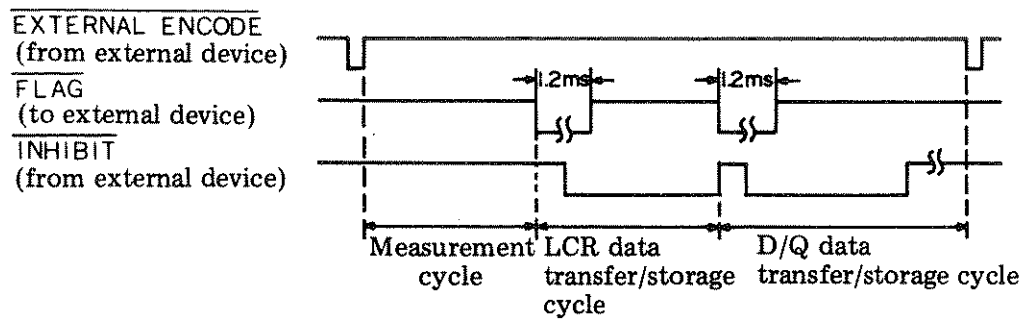 EXTERNAL ENCODE
(from external device)
FLAG
(to external device)
INHIBIT
(from external device)
1.2ms
1.2ms
Measurement cycle
LCR data transfer/storage cycle
D/Q data transfer/storage cycle